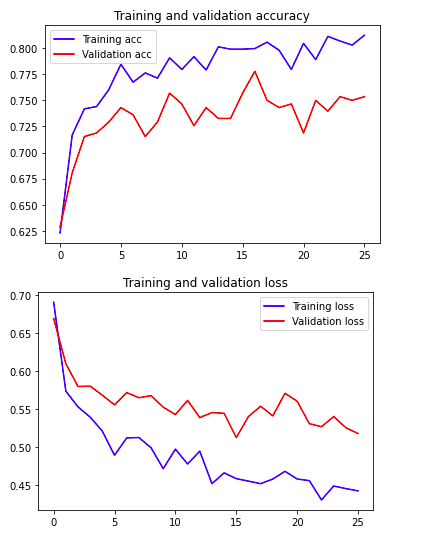 Training and validation accuracy
Training acc
Validation acc
0.800
0.775
0.750
0.725
0.700
0.675
0.650
0.625
0 5 10 15 20 25
Training and validation loss
Training loss
Validation loss
0.70
0.65
0.60
0.55
0.50
0.45
0 5 10 15 20 25